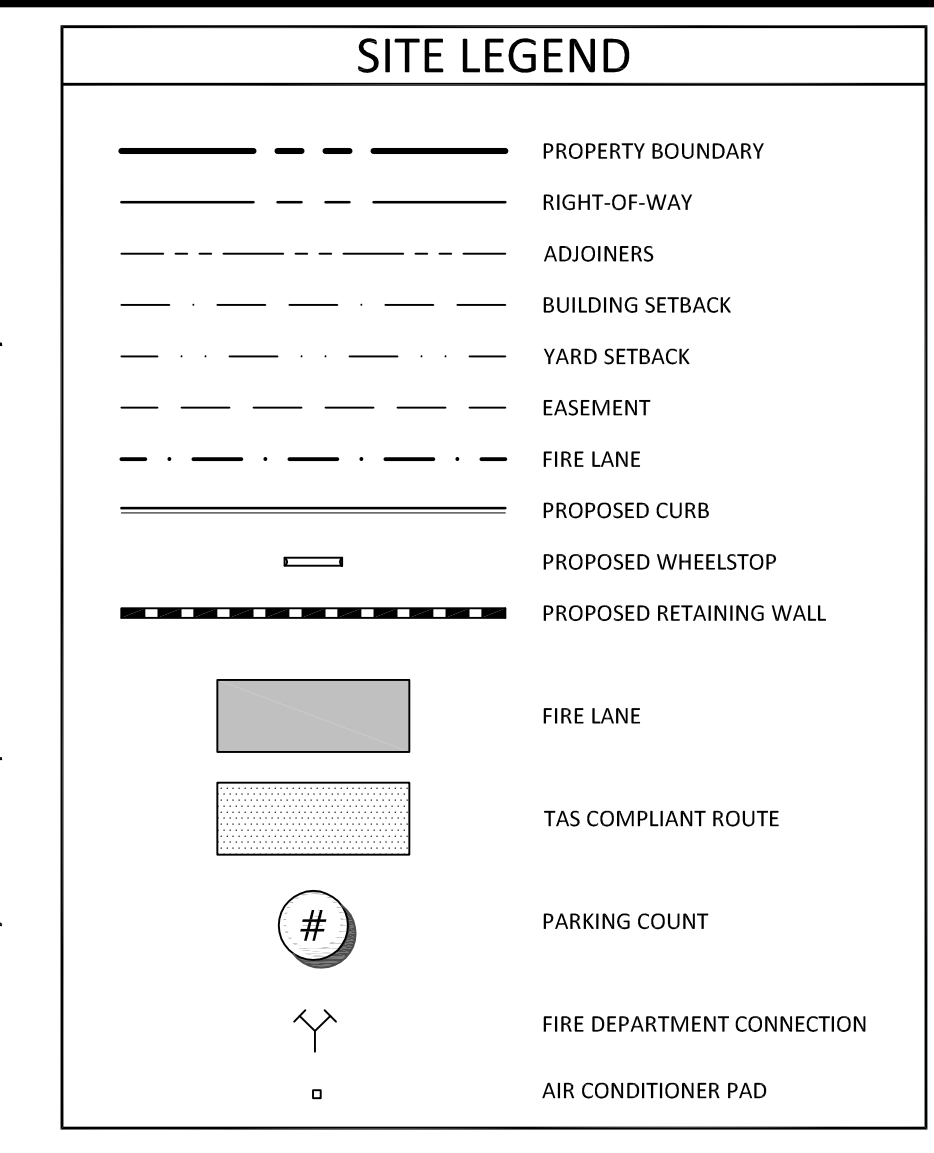 SITE LEGEND
PROPERTY BOUNDARY
RIGHT-OF-WAY
ADJOINERS
BUILDING SETBACK
YARD SETBACK
EASEMENT
FIRE LANE
PROPOSED CURB
PROPOSED WHEELSTOP
PROPOSED RETAINING WALL
FIRE LANE
TAS COMPLIANT ROUTE
# PARKING COUNT
FIRE DEPARTMENT CONNECTION
AIR CONDITIONER PAD